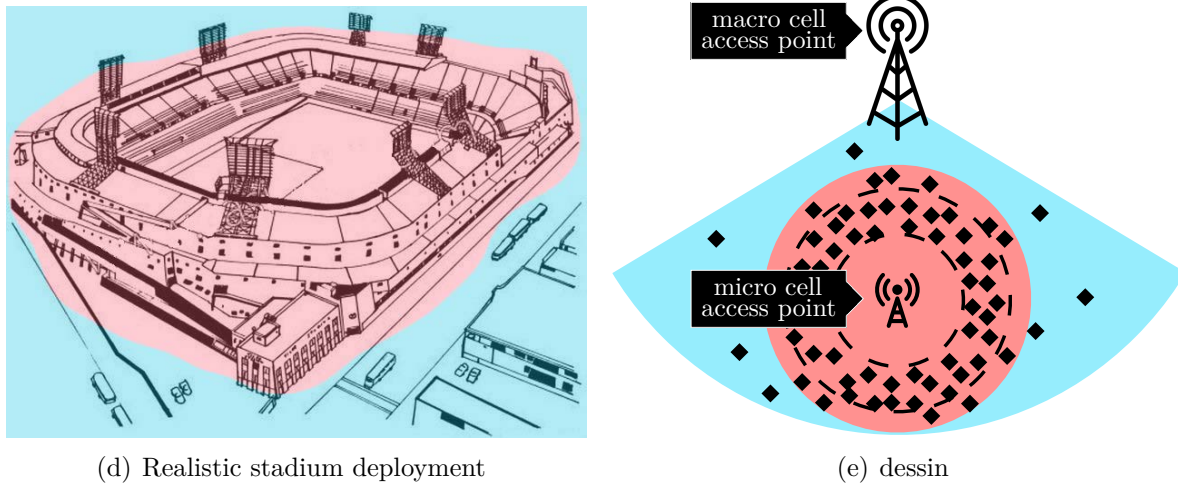 macro cell
access point
micro cell
access point
(d) Realistic stadium deployment
(e) dessin